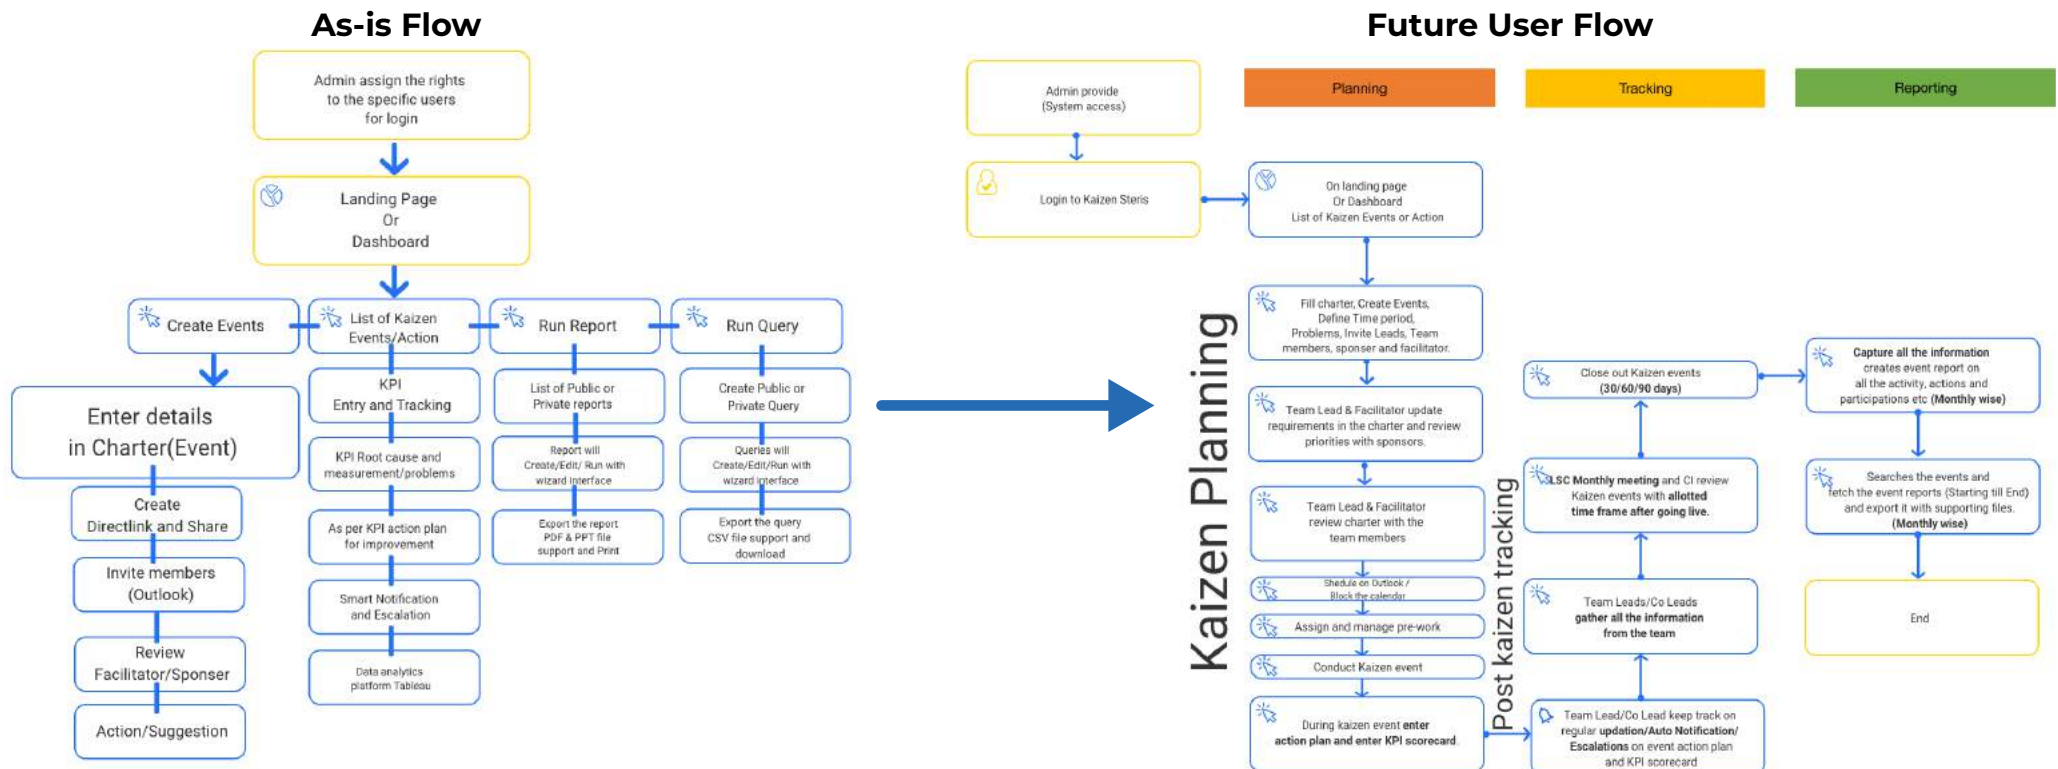 As-is Flow
Admin assign the rights
to the specific users
for login
Landing Page
Or
Dashboard
Create Events
List of Kaizen
Events/Action
Run Report
Run Query
Enter details
in Charter(Event)
Create
Directlink and Share
Invite members
(Outlook)
Review
Facilitator/Sponser
Action/Suggestion
KPI
Entry and Tracking
KPI Root cause and
measurement/problems
As per KPI action plan
for improvement
Smart Notification
and Escalation
Data analytics
platform Tableau
List of Public or
Private reports
Report will
Create/Edit/ Run with
wizard Interface
Export the report
PDF & PPT file
support and Print
Create Public or
Private Query
Queries will
Create/Edit/Run with
wizard interface
Export the query
CSV file support and
download
Future User Flow
Admin provide
(System access)
Login to Kaizen Steris
Planning
Tracking
Reporting
Kaizen Planning
On landing page
Or Dashboard
List of Kaizen Events or Action
Fill charter, Create Events,
Define Time period,
Problems, Invite Leads, Team
members, sponser and facilitator.
Team Lead & Facilitator update
requirements in the charter and review
priorities with sponsors.
Team Lead & Facilitator
review charter with the
team members
Shedule on Outlook /
Block the calendar
Assign and manage pre-work
Conduct Kaizen event
During kaizen event enter
action plan and enter KPI scorecard.
Post kaizen tracking
Team Lead/Co Lead keep track on
regular updation/Auto Notification/
Escalations on event action plan
and KPI scorecard
Team Leads/Co Leads
gather all the information
from the team
LSC Monthly meeting and CI review
Kaizen events with allotted
time frame after going live.
Close out Kaizen events
(30/60/90 days)
Capture all the information
creates event report on
all the activity, actions and
participations etc (Monthly wise)
Searches the events and
fetch the event reports (Starting till End)
and export it with supporting files.
(Monthly wise)
End